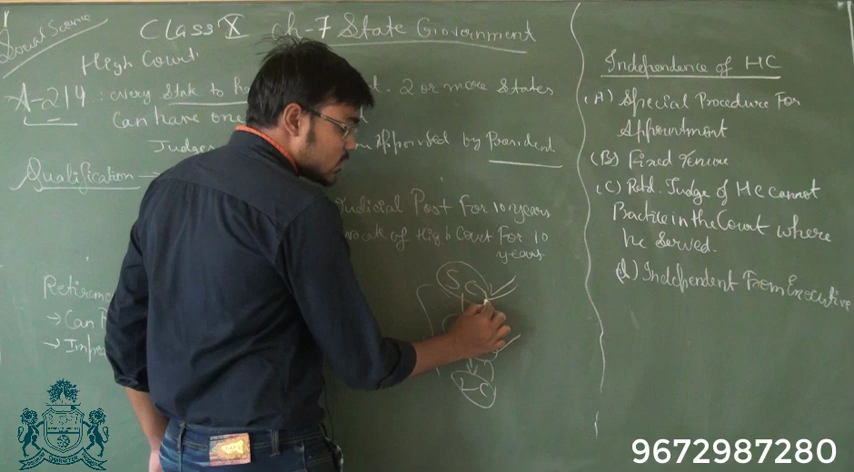 Social Science
Class X ch-7 State Government
High Court
A-214 : every State to 2 or more States
can have one
Judges Appointed by President
Qualification →
Judicial Post For 10 years
of High Court For 10
years
SC
Retirement
→ Can
→
Independence of HC
(A) Special Procedure For
Appointment
(B) Fixed Tenure
(C) Retd. Judge of HC cannot
Practice in the Court where
he Served.
(d) Independent From Executive
9672987280